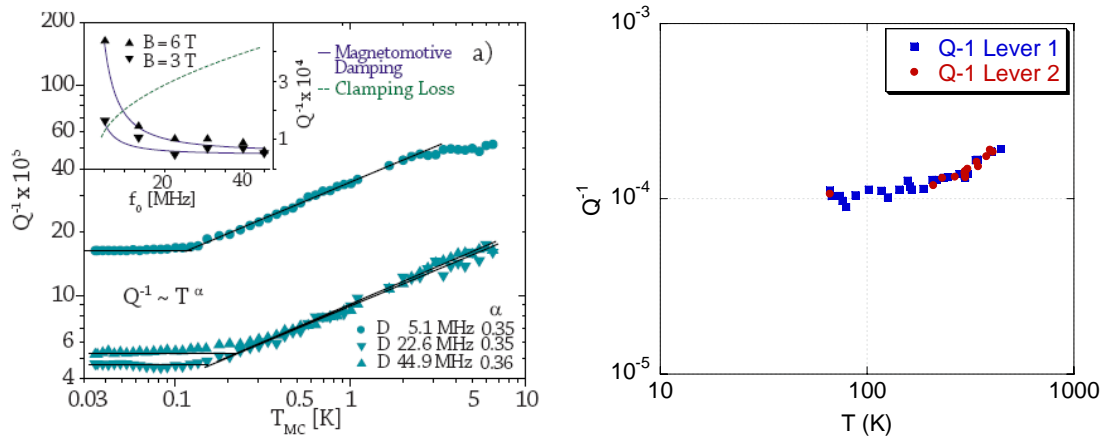 200
100
60
40
20
10
6
4
Q⁻¹ x 10⁵
B = 6 T
B = 3 T
4
1
Q⁻¹ x 10⁴
0
20
40
f₀ [MHz]
Magnetomotive
Damping
Clamping Loss
a)
Q⁻¹ ~ T ᵅ
α
D 5.1 MHz 0.35
D 22.6 MHz 0.35
D 44.9 MHz 0.36
0.03
0.1
1
10
T_MC [K]
10⁻³
10⁻⁴
10⁻⁵
Q⁻¹
Q-1 Lever 1
Q-1 Lever 2
10
100
1000
T (K)